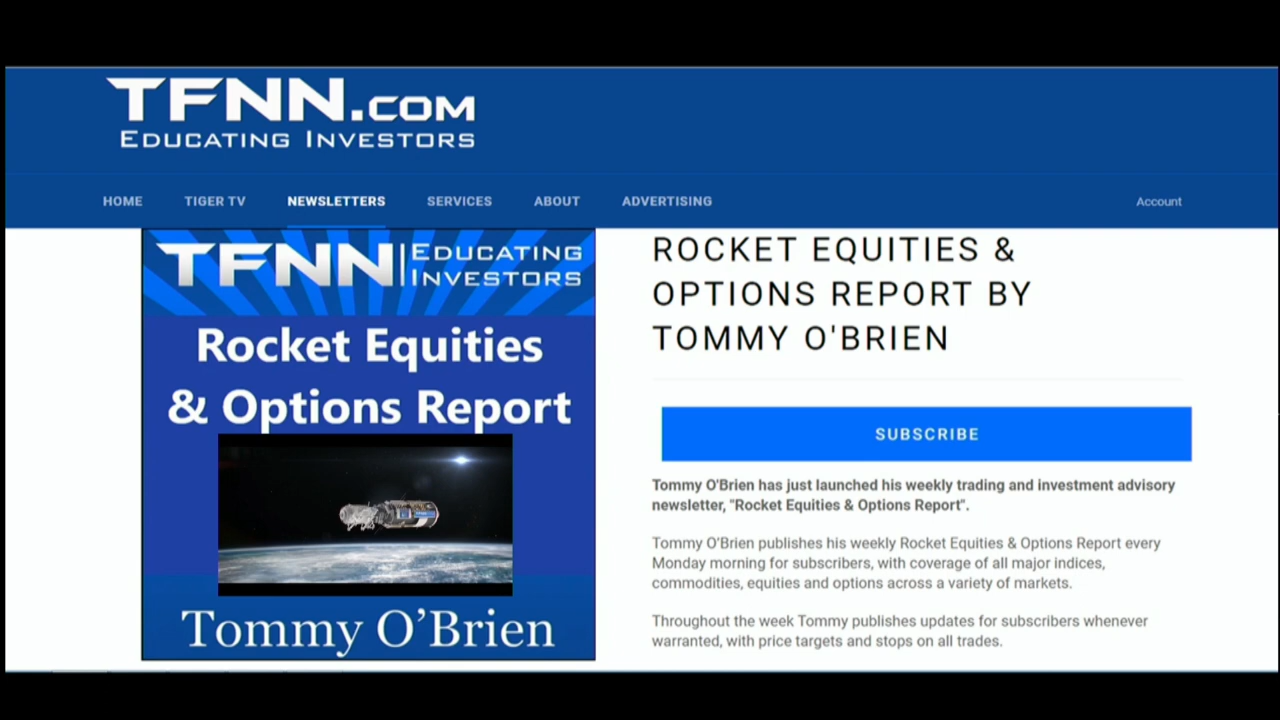 TFNN.COM
EDUCATING INVESTORS
HOME TIGER TV NEWSLETTERS SERVICES ABOUT ADVERTISING Account
TFNN EDUCATING
INVESTORS
Rocket Equities
& Options Report
Tommy O’Brien
ROCKET EQUITIES &
OPTIONS REPORT BY
TOMMY O'BRIEN
SUBSCRIBE
Tommy O'Brien has just launched his weekly trading and investment advisory
newsletter, "Rocket Equities & Options Report".
Tommy O’Brien publishes his weekly Rocket Equities & Options Report every
Monday morning for subscribers, with coverage of all major indices,
commodities, equities and options across a variety of markets.
Throughout the week Tommy publishes updates for subscribers whenever
warranted, with price targets and stops on all trades.